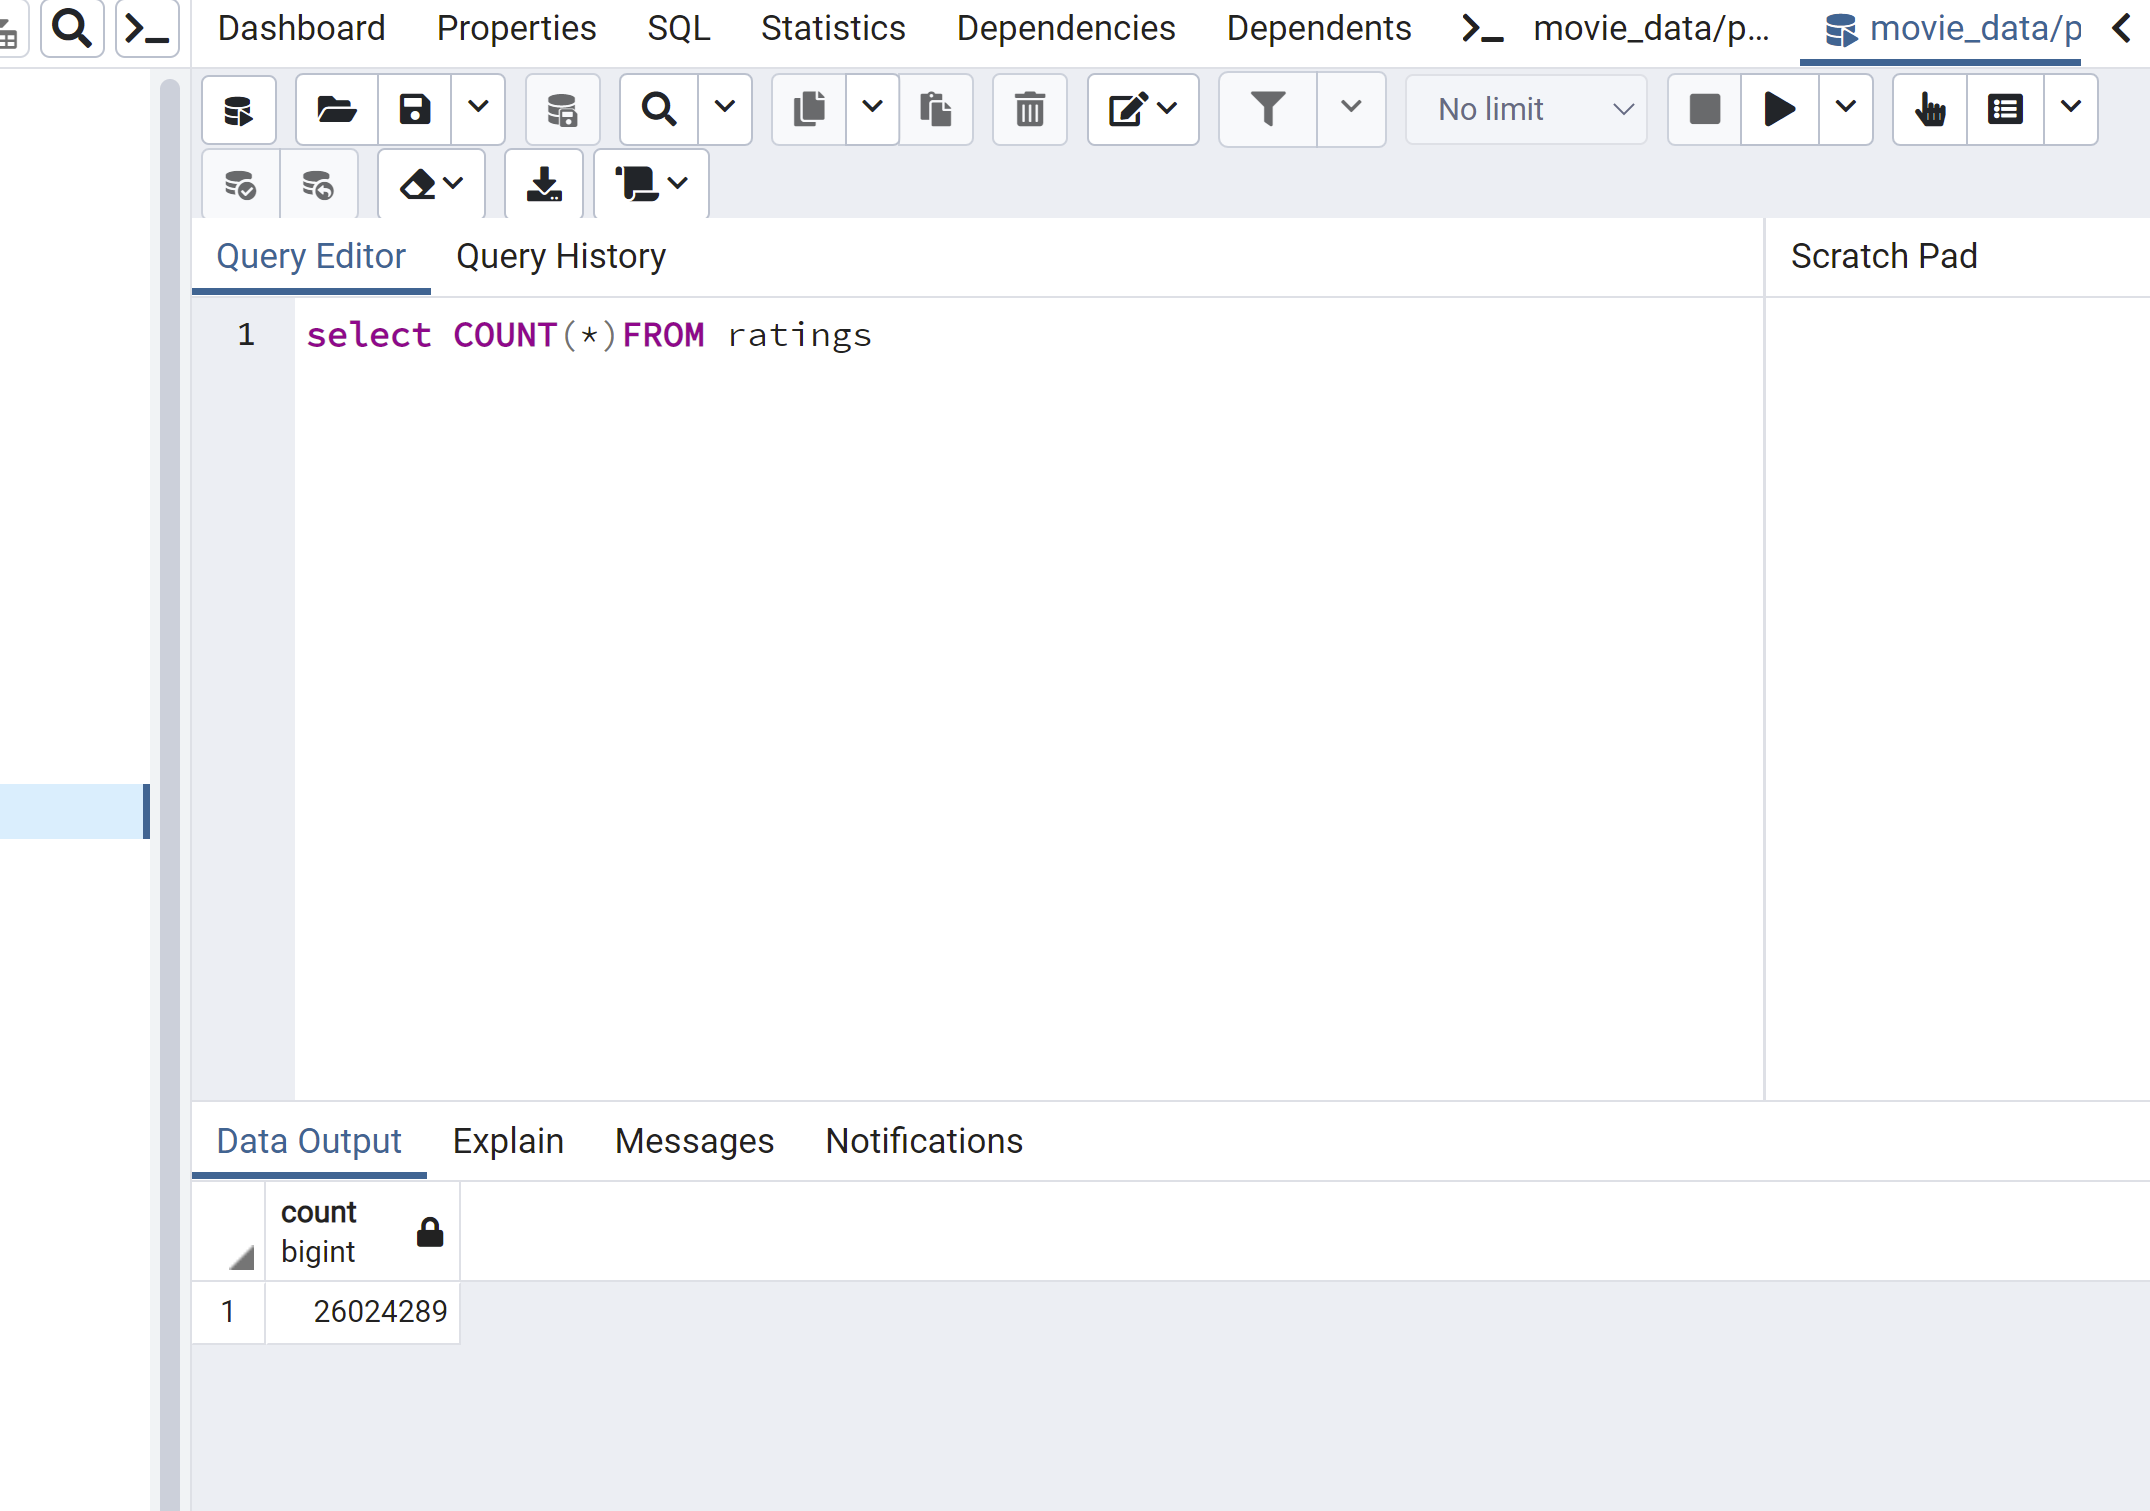 Dashboard Properties SQL Statistics Dependencies Dependents movie_data/p... movie_data/p
No limit
Query Editor Query History Scratch Pad
1 select COUNT(*)FROM ratings
Data Output Explain Messages Notifications
count
bigint
1 26024289